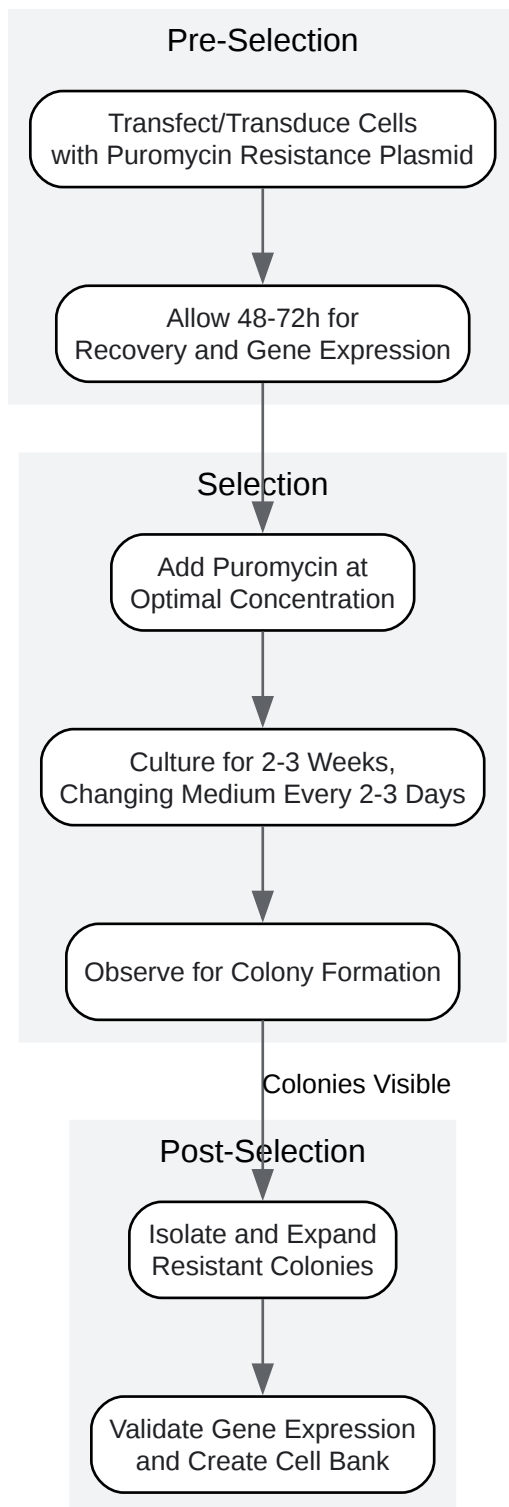 Pre-Selection
Transfect/Transduce Cells
with Puromycin Resistance Plasmid
Allow 48-72h for
Recovery and Gene Expression
Selection
Add Puromycin at
Optimal Concentration
Culture for 2-3 Weeks,
Changing Medium Every 2-3 Days
Observe for Colony Formation
Colonies Visible
Post-Selection
Isolate and Expand
Resistant Colonies
Validate Gene Expression
and Create Cell Bank